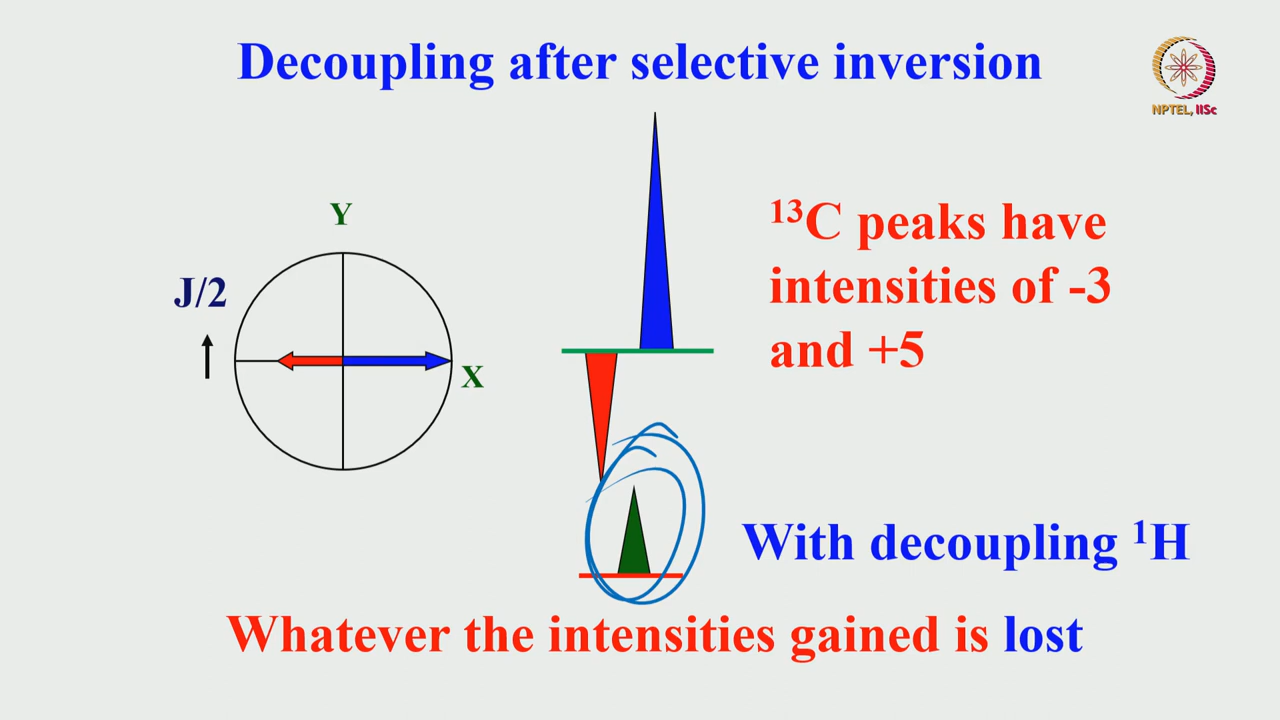 Decoupling after selective inversion
NPTEL, IISc
Y
J/2
X
¹³C peaks have
intensities of -3
and +5
With decoupling ¹H
Whatever the intensities gained is lost